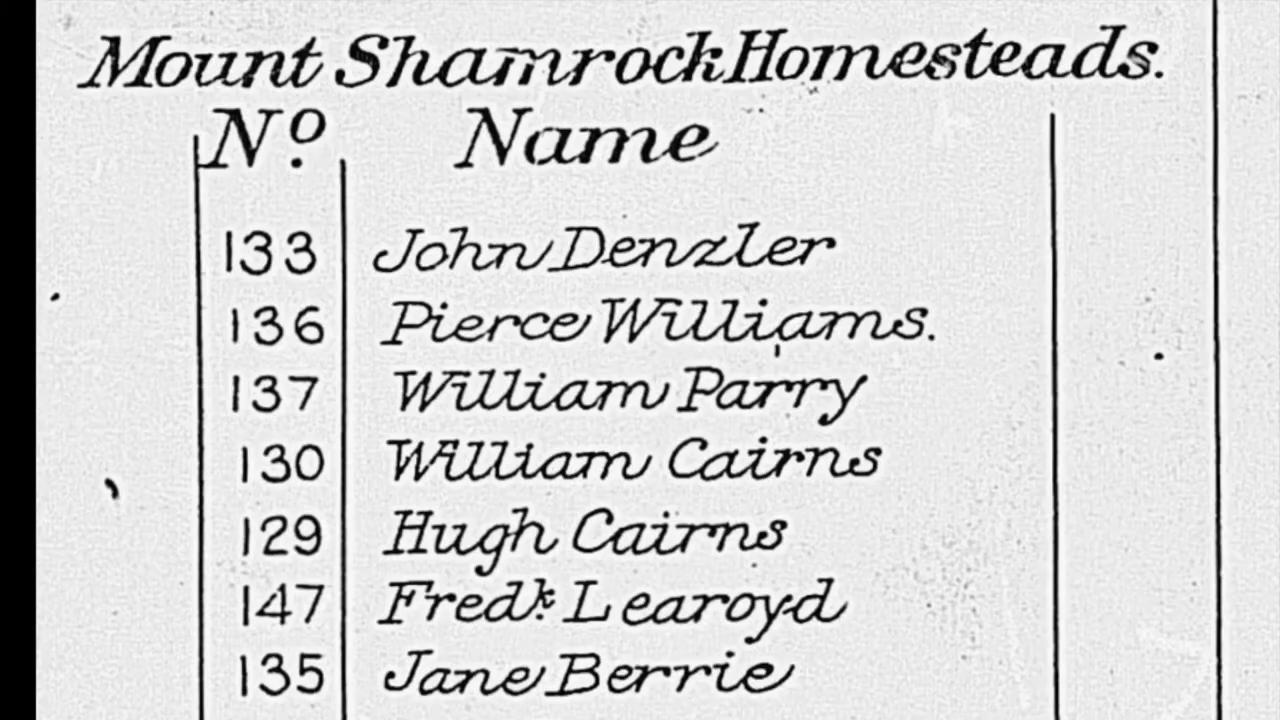 Mount Shamrock Homesteads.
Nº. Name
133 John Denzler
136 Pierce Williams.
137 William Parry
130 William Cairns
129 Hugh Cairns
147 Fredk. Learoyd
135 Jane Berrie